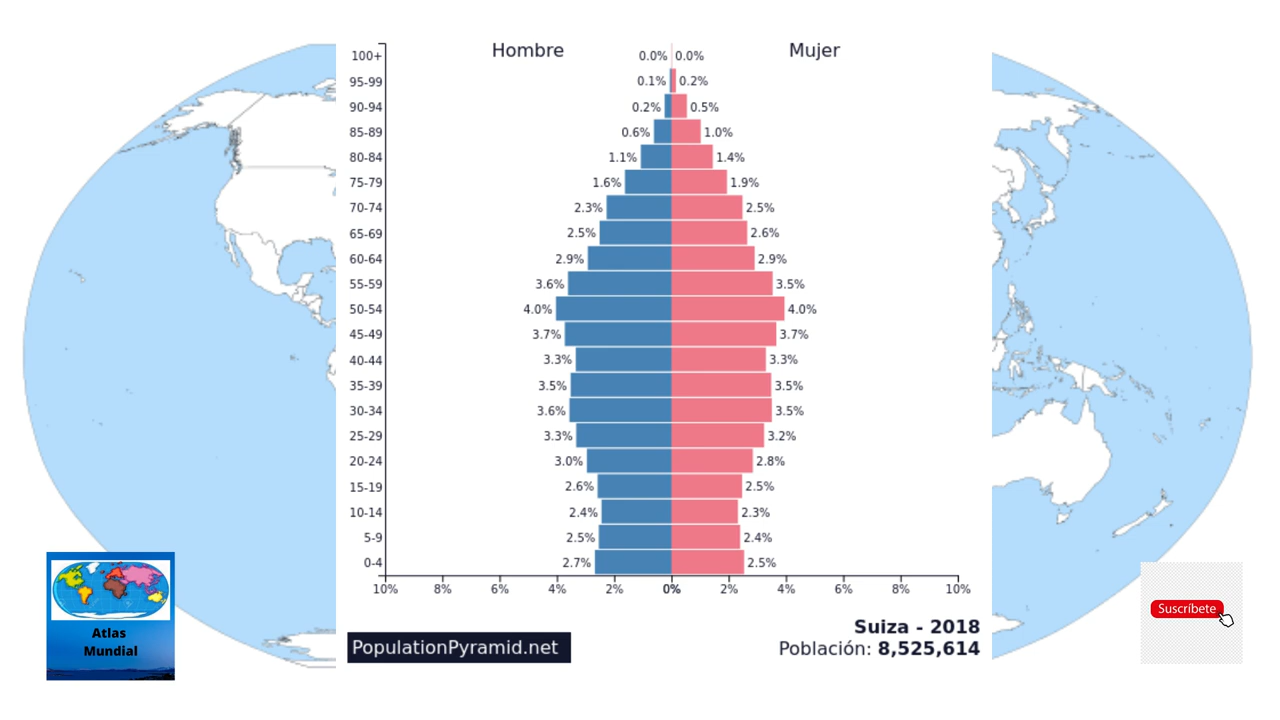 Hombre Mujer
100+ 0.0% 0.0%
95-99 0.1% 0.2%
90-94 0.2% 0.5%
85-89 0.6% 1.0%
80-84 1.1% 1.4%
75-79 1.6% 1.9%
70-74 2.3% 2.5%
65-69 2.5% 2.6%
60-64 2.9% 2.9%
55-59 3.6% 3.5%
50-54 4.0% 4.0%
45-49 3.7% 3.7%
40-44 3.3% 3.3%
35-39 3.5% 3.5%
30-34 3.6% 3.5%
25-29 3.3% 3.2%
20-24 3.0% 2.8%
15-19 2.6% 2.5%
10-14 2.4% 2.3%
5-9 2.5% 2.4%
0-4 2.7% 2.5%
10% 8% 6% 4% 2% 0% 2% 4% 6% 8% 10%
Suiza - 2018
PopulationPyramid.net Población: 8,525,614
Atlas
Mundial
Suscríbete